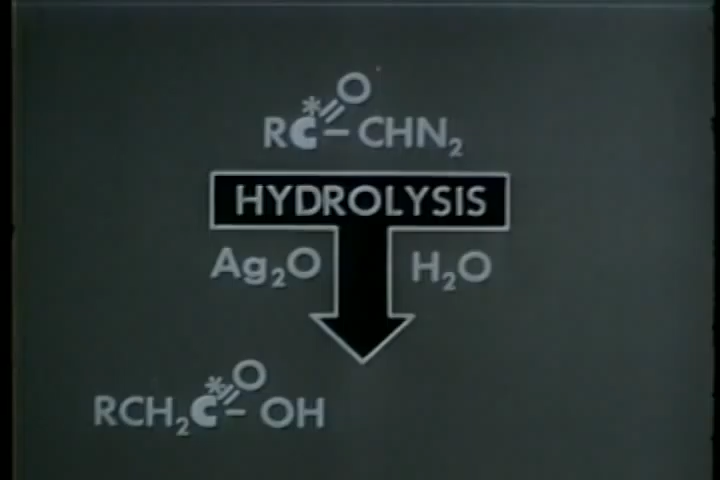 O
RC* – CHN₂
HYDROLYSIS
Ag₂O H₂O
O
RCH₂C* – OH